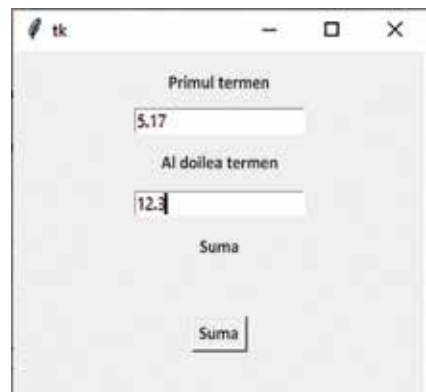 tk
Primul termen
5.17
Al doilea termen
12.3
Suma
Suma